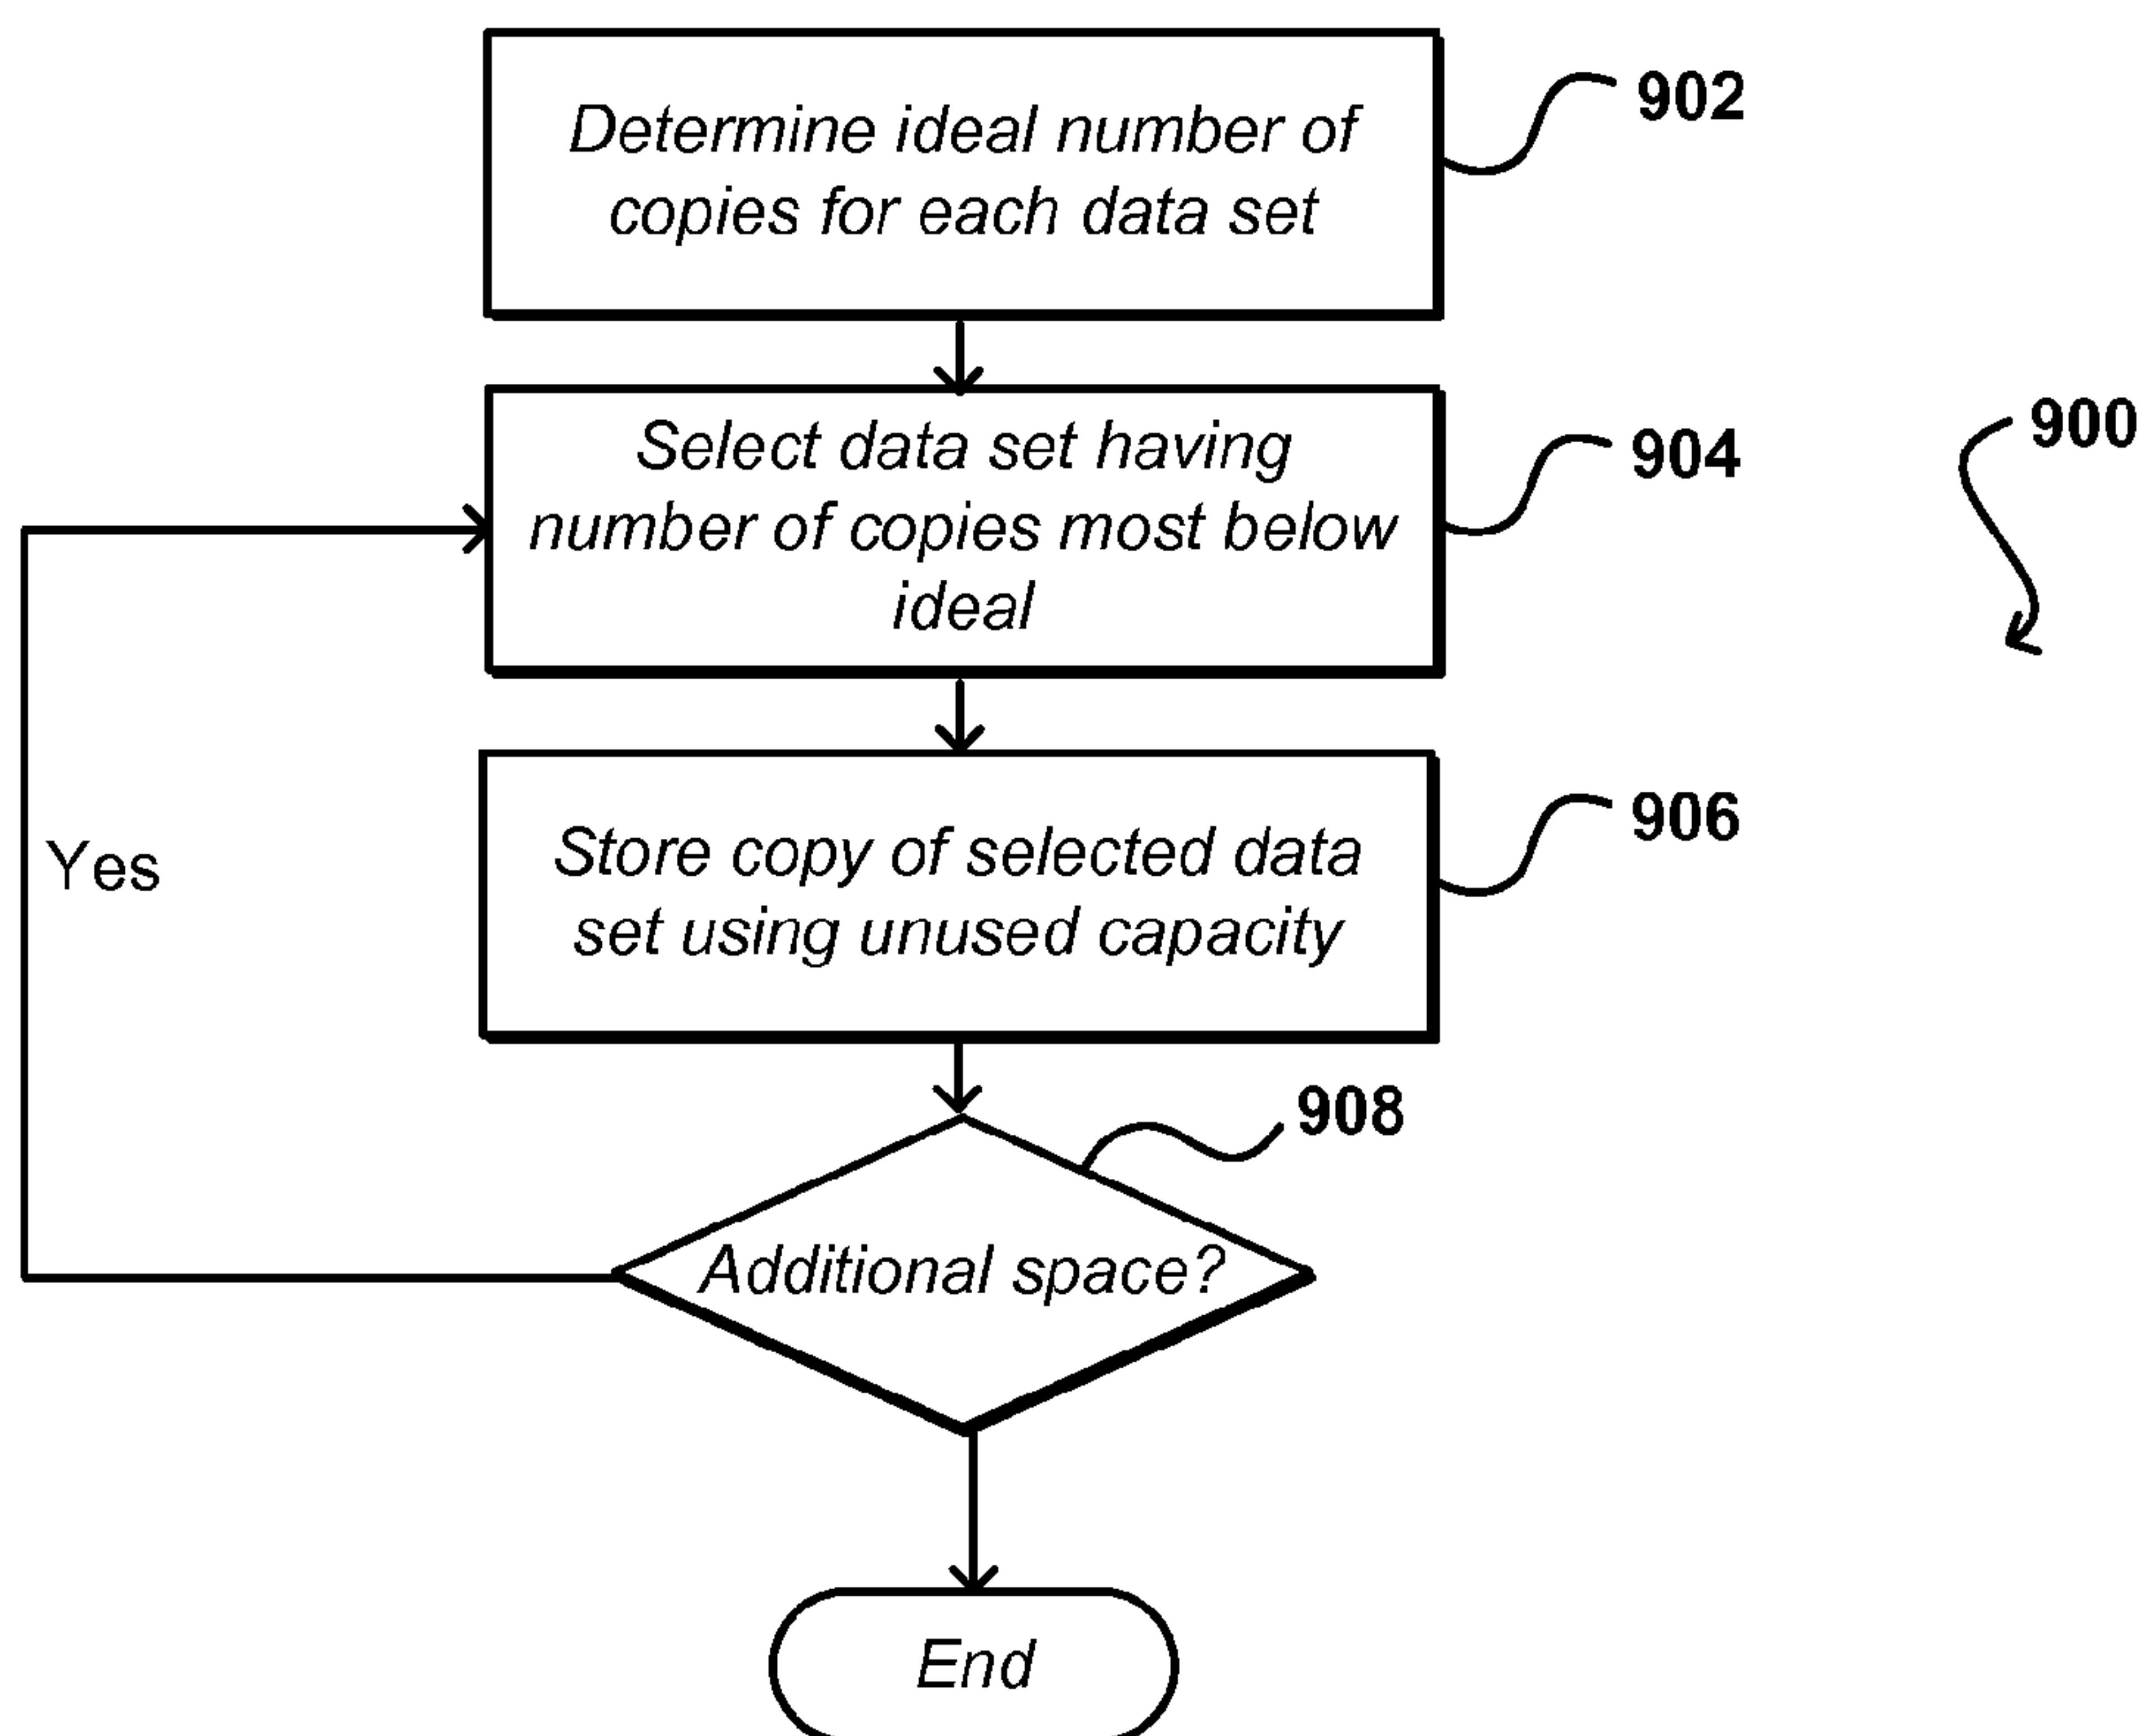 Determine ideal number of
copies for each data set
902
Select data set having
number of copies most below
ideal
904
900
Store copy of selected data
set using unused capacity
906
Yes
908
Additional space?
End